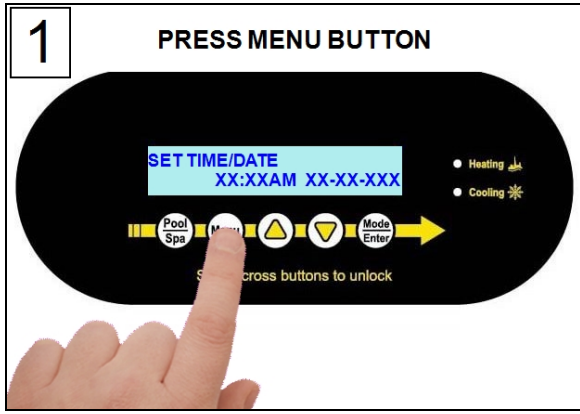 1
PRESS MENU BUTTON
SET TIME/DATE
XX:XXAM XX-XX-XXX
Heating
Cooling
Pool
Spa
Mode
Enter
cross buttons to unlock